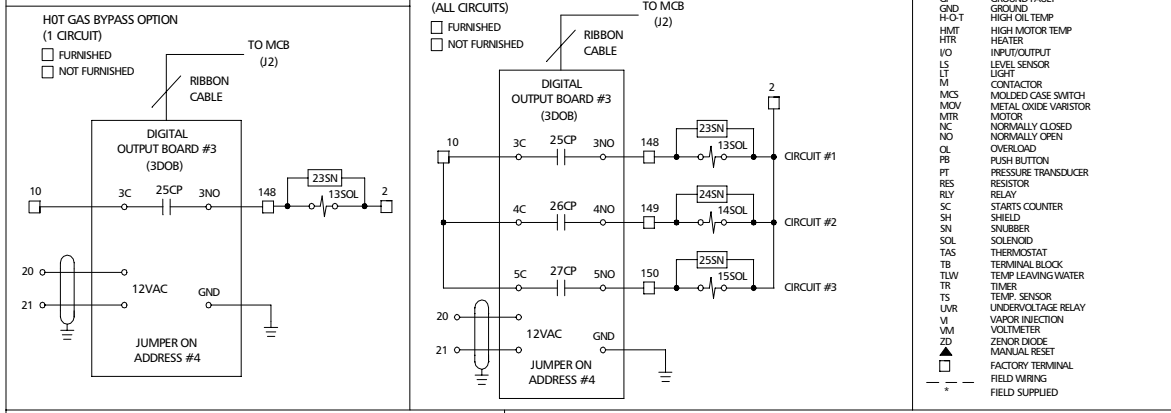 H0T GAS BYPASS OPTION
(1 CIRCUIT)
FURNISHED
NOT FURNISHED
TO MCB
(J2)
RIBBON
CABLE
DIGITAL
OUTPUT BOARD #3
(3DOB)
10
3C
25CP
3NO
148
23SN
13SOL
2
20
21
12VAC
GND
JUMPER ON
ADDRESS #4
(ALL CIRCUITS)
FURNISHED
NOT FURNISHED
TO MCB
(J2)
RIBBON
CABLE
DIGITAL
OUTPUT BOARD #3
(3DOB)
2
10
3C
25CP
3NO
148
23SN
13SOL
CIRCUIT #1
4C
26CP
4NO
149
24SN
14SOL
CIRCUIT #2
5C
27CP
5NO
150
25SN
15SOL
CIRCUIT #3
20
21
12VAC
GND
JUMPER ON
ADDRESS #4
GND GROUND
H-O-T HIGH OIL TEMP
HMT HIGH MOTOR TEMP
HTR HEATER
I/O INPUT/OUTPUT
LS LEVEL SENSOR
LT LIGHT
M CONTACTOR
MCS MOLDED CASE SWITCH
MOV METAL OXIDE VARISTOR
MTR MOTOR
NC NORMALLY CLOSED
NO NORMALLY OPEN
OL OVERLOAD
PB PUSH BUTTON
PT PRESSURE TRANSDUCER
RES RESISTOR
RLY RELAY
SC STARTS COUNTER
SH SHIELD
SN SNUBBER
SOL SOLENOID
TAS THERMOSTAT
TB TERMINAL BLOCK
TLW TEMP LEAVING WATER
TR TIMER
TS TEMP. SENSOR
UVR UNDERVOLTAGE RELAY
VI VAPOR INJECTION
VM VOLTMETER
ZD ZENOR DIODE
MANUAL RESET
FACTORY TERMINAL
FIELD WIRING
* FIELD SUPPLIED